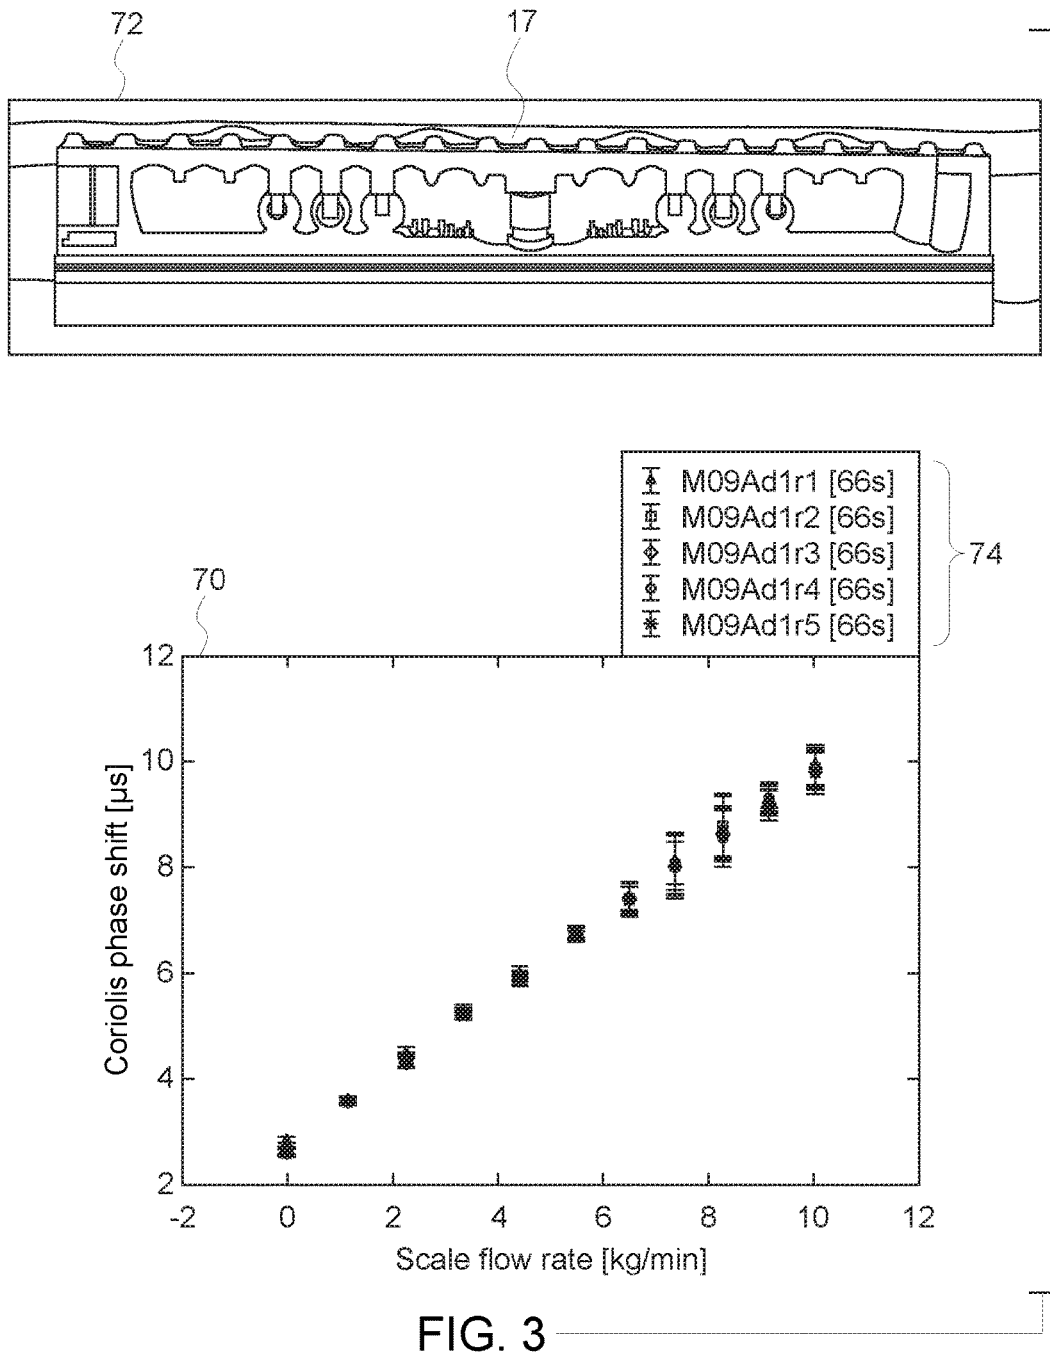 72
17
M09Ad1r1 [66s]
M09Ad1r2 [66s]
M09Ad1r3 [66s]
M09Ad1r4 [66s]
M09Ad1r5 [66s]
74
70
12
10
8
6
4
2
Coriolis phase shift [µs]
-2 0 2 4 6 8 10 12
Scale flow rate [kg/min]
FIG. 3